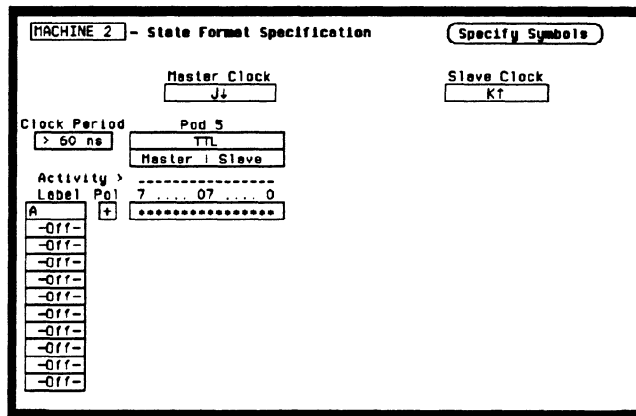 MACHINE 2 - State Format Specification Specify Symbols
Master Clock Slave Clock
J↓ K↑
Clock Period Pod 5
> 60 ns TTL
Master | Slave
Activity > ----------------
Label Pol 7 .... 07 .... 0
A + ****************
-Off-
-Off-
-Off-
-Off-
-Off-
-Off-
-Off-
-Off-
-Off-
-Off-